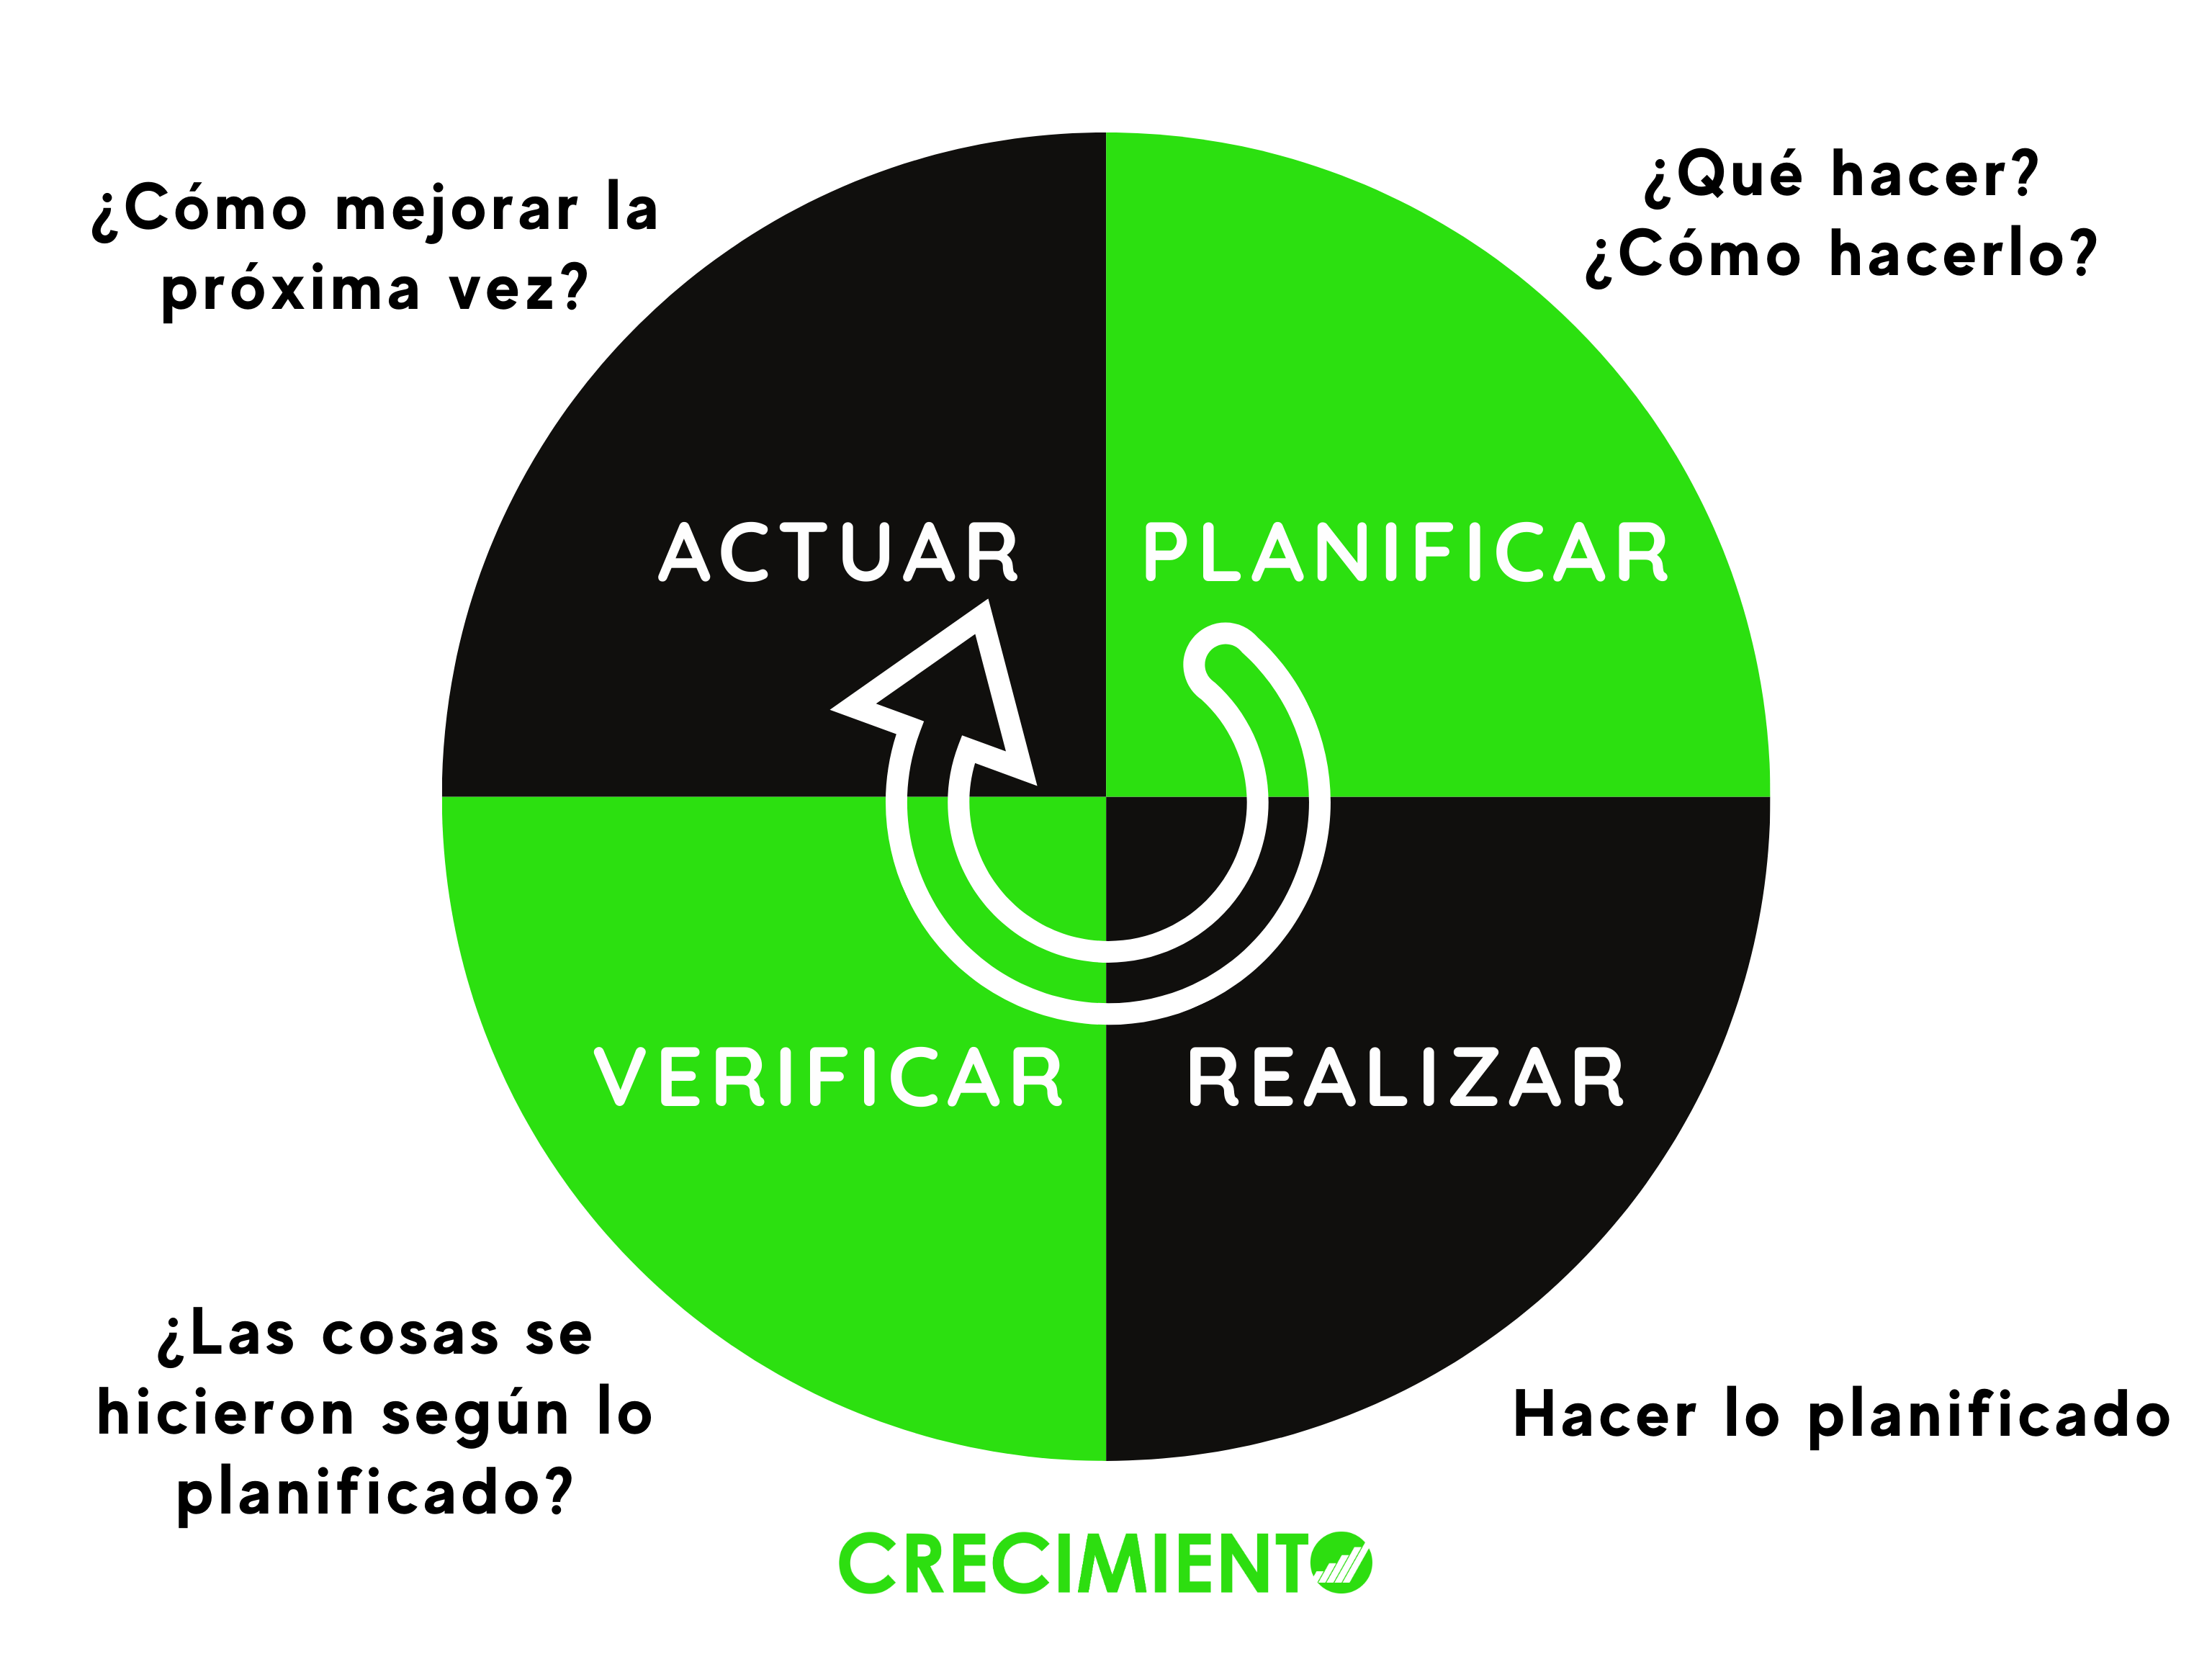 ¿Cómo mejorar la
próxima vez?
¿Qué hacer?
¿Cómo hacerlo?
ACTUAR
PLANIFICAR
VERIFICAR
REALIZAR
¿Las cosas se
hicieron según lo
planificado?
Hacer lo planificado
CRECIMIENTO